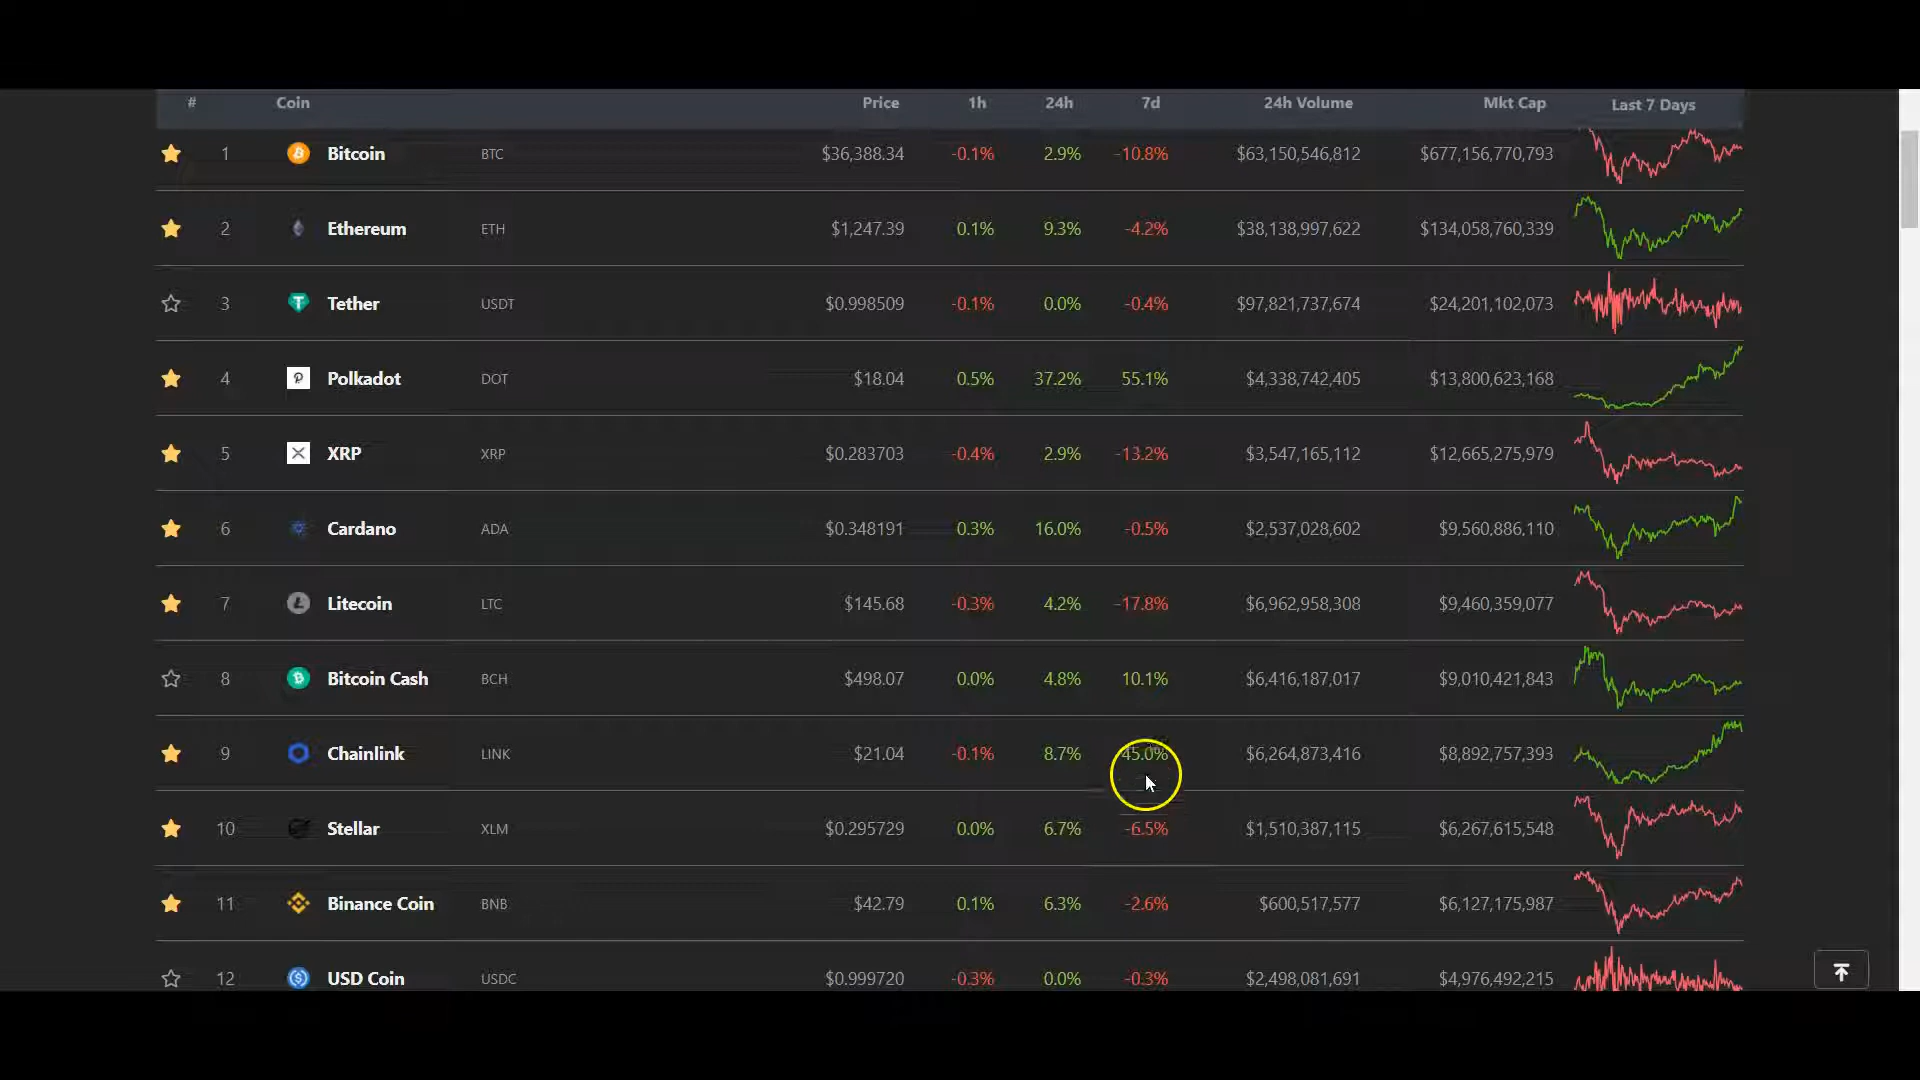 # Coin Price 1h 24h 7d 24h Volume Mkt Cap Last 7 Days
1 Bitcoin BTC $36,388.34 -0.1% 2.9% -10.8% $63,150,546,812 $677,156,770,793
2 Ethereum ETH $1,247.39 0.1% 9.3% -4.2% $38,138,997,622 $134,058,760,339
3 Tether USDT $0.998509 -0.1% 0.0% -0.4% $97,821,737,674 $24,201,102,073
4 Polkadot DOT $18.04 0.5% 37.2% 55.1% $4,338,742,405 $13,800,623,168
5 XRP XRP $0.283703 -0.4% 2.9% -13.2% $3,547,165,112 $12,665,275,979
6 Cardano ADA $0.348191 0.3% 16.0% -0.5% $2,537,028,602 $9,560,886,110
7 Litecoin LTC $145.68 -0.3% 4.2% -17.8% $6,962,958,308 $9,460,359,077
8 Bitcoin Cash BCH $498.07 0.0% 4.8% 10.1% $6,416,187,017 $9,010,421,843
9 Chainlink LINK $21.04 -0.1% 8.7% 45.0% $6,264,873,416 $8,892,757,393
10 Stellar XLM $0.295729 0.0% 6.7% -6.5% $1,510,387,115 $6,267,615,548
11 Binance Coin BNB $42.79 0.1% 6.3% -2.6% $600,517,577 $6,127,175,987
12 USD Coin USDC $0.999720 -0.3% 0.0% -0.3% $2,498,081,691 $4,976,492,215